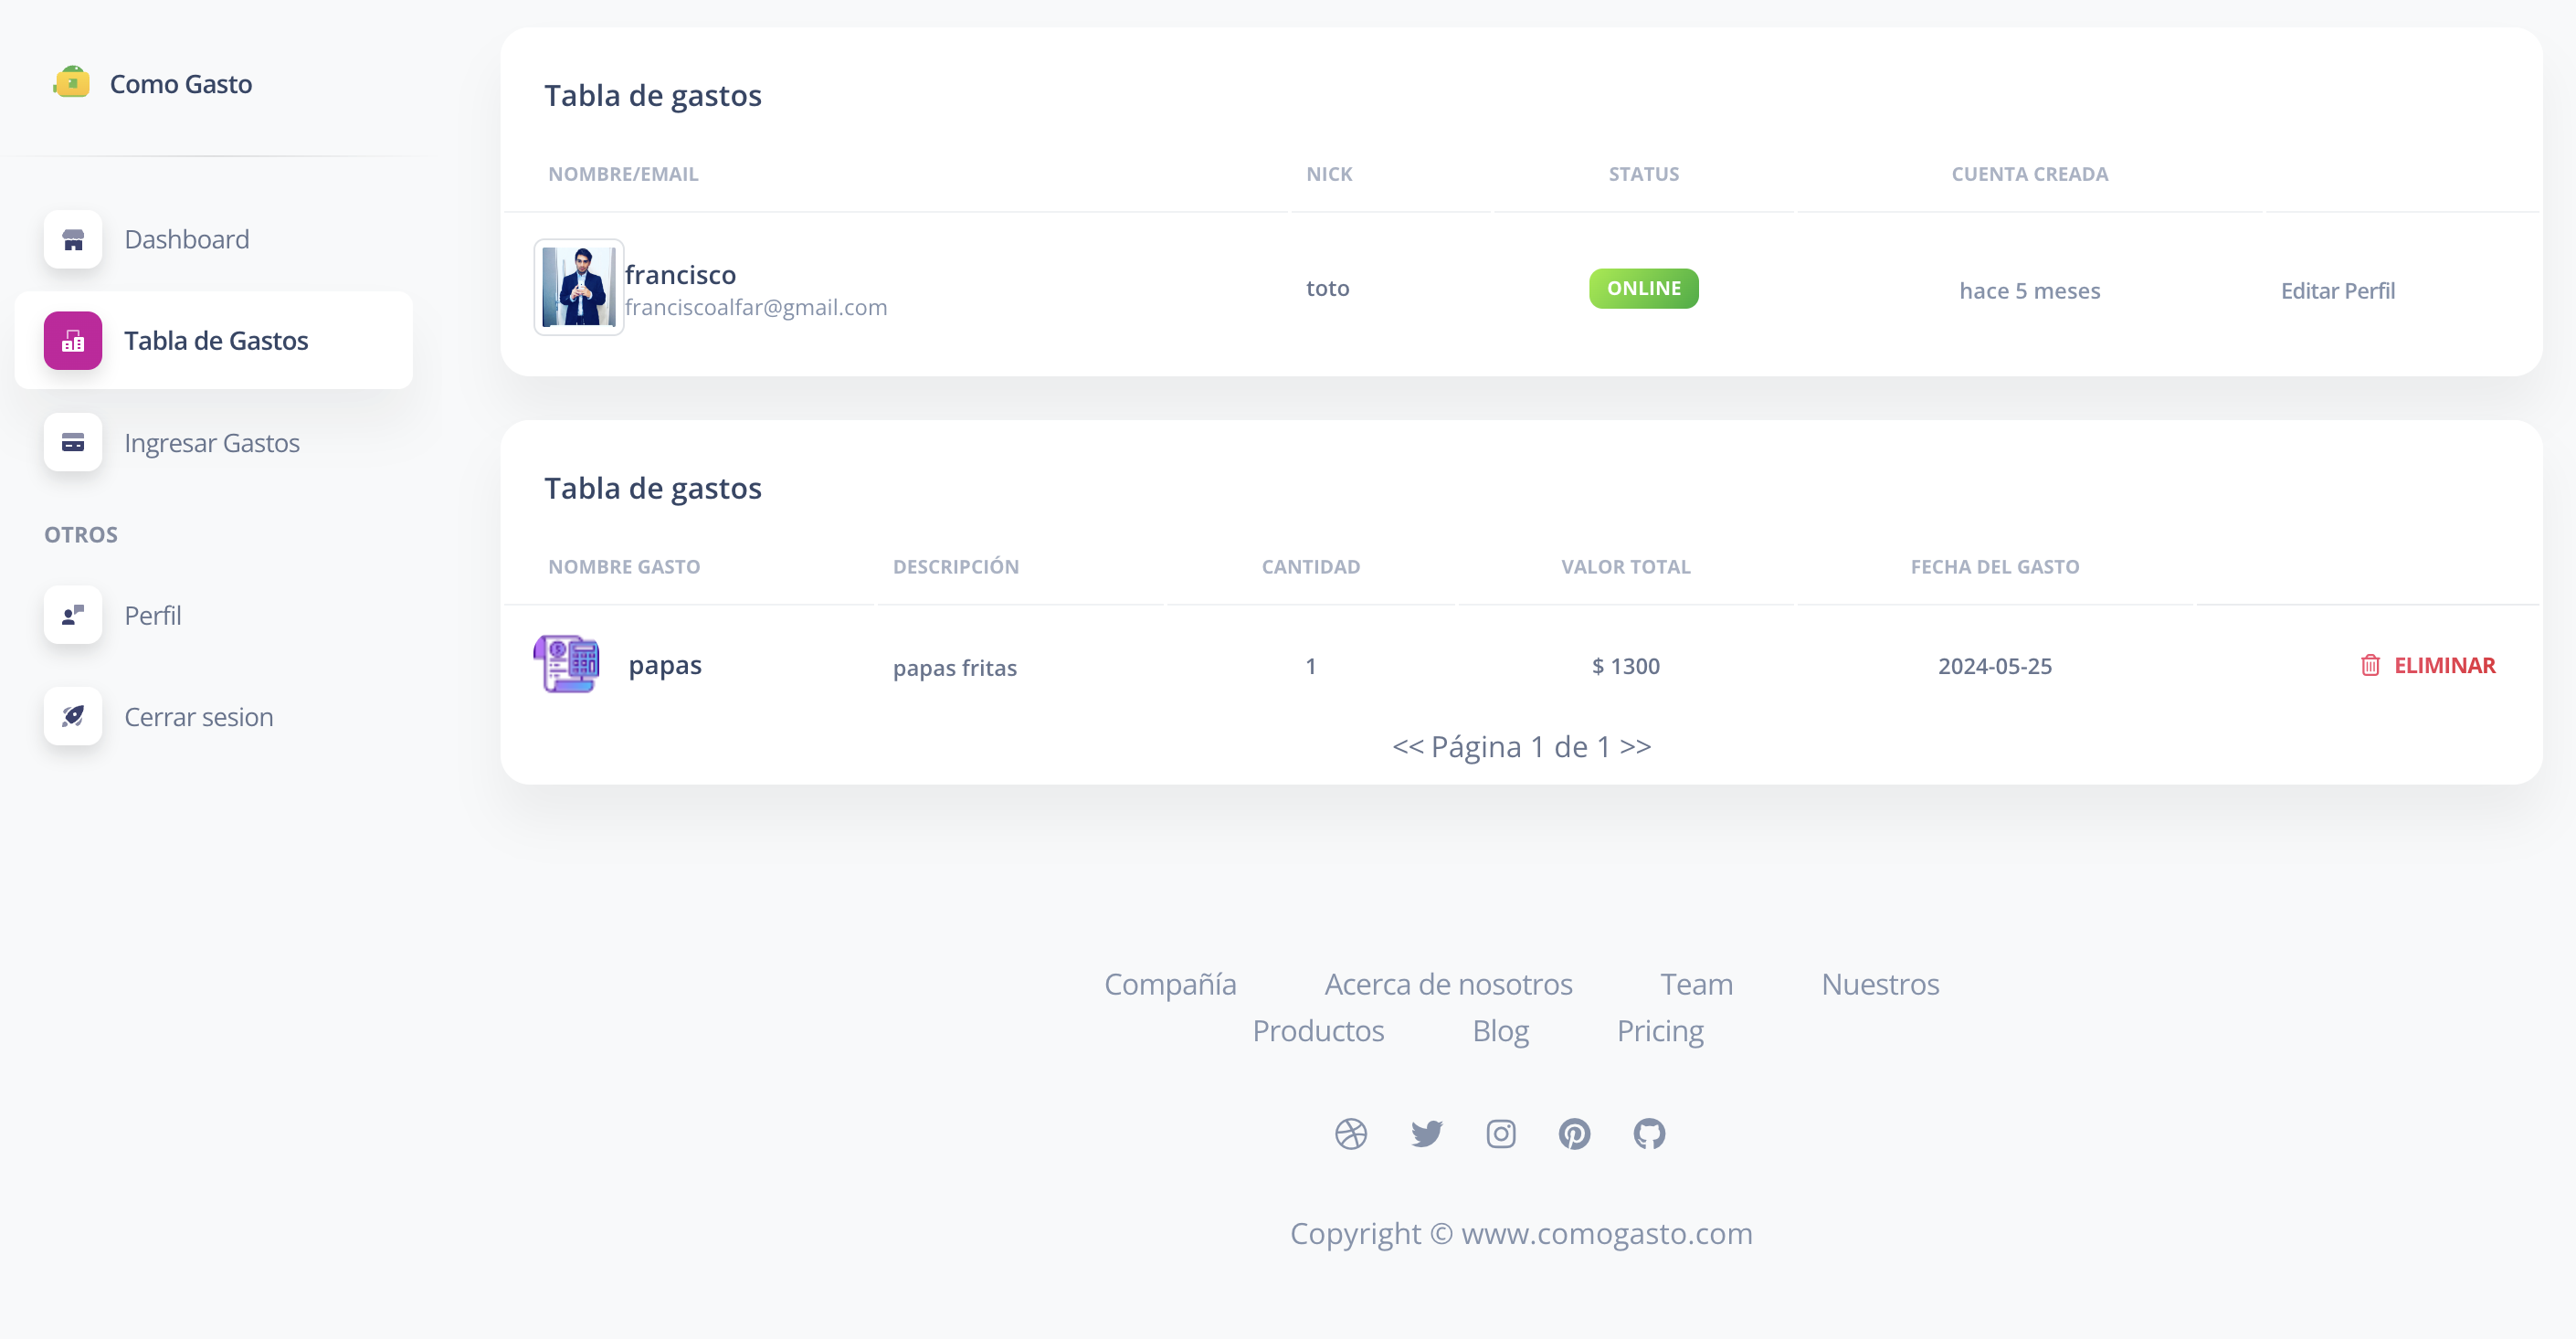 Como Gasto
Dashboard
Tabla de Gastos
Ingresar Gastos
OTROS
Perfil
Cerrar sesion
Tabla de gastos
NOMBRE/EMAIL NICK STATUS CUENTA CREADA
francisco
franciscoalfar@gmail.com
toto ONLINE hace 5 meses Editar Perfil
Tabla de gastos
NOMBRE GASTO DESCRIPCIÓN CANTIDAD VALOR TOTAL FECHA DEL GASTO
papas papas fritas 1 $ 1300 2024-05-25 ELIMINAR
<< Página 1 de 1 >>
Compañía Acerca de nosotros Team Nuestros
Productos Blog Pricing
Copyright © www.comogasto.com